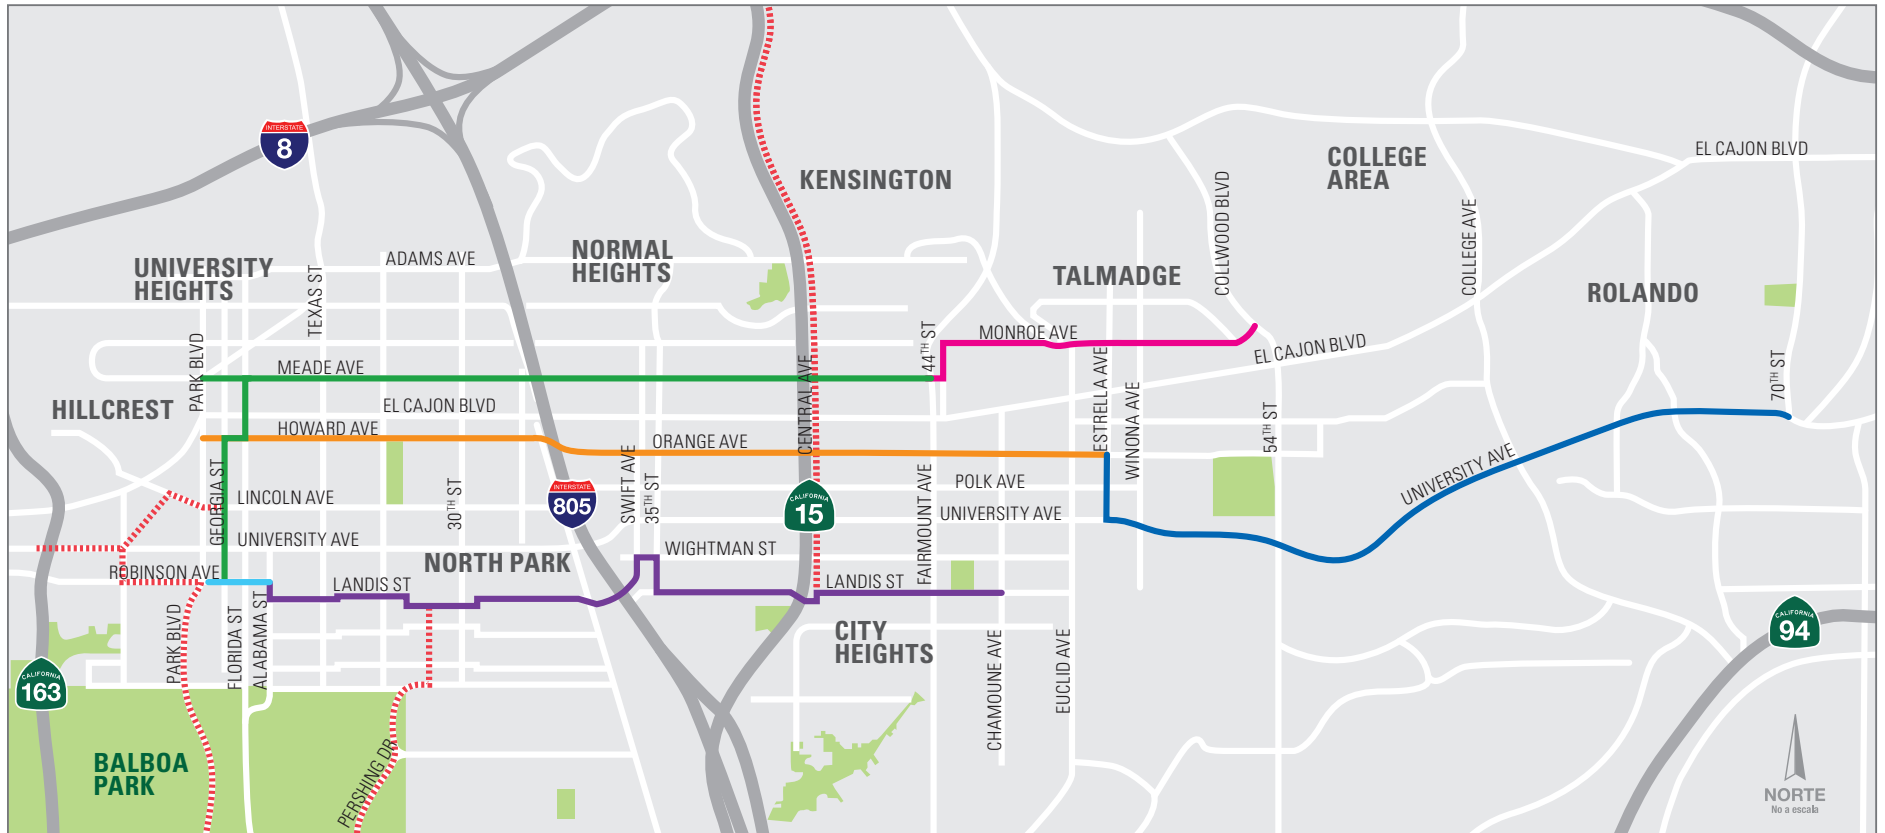 INTERSTATE
8
KENSINGTON
COLLEGE
AREA
EL CAJON BLVD
COLLWOOD BLVD
COLLEGE AVE
UNIVERSITY
HEIGHTS
ADAMS AVE
NORMAL
HEIGHTS
TEXAS ST
TALMADGE
ROLANDO
PARK BLVD
MEADE AVE
44TH ST
MONROE AVE
EL CAJON BLVD
CENTRAL AVE
ESTRELLA AVE
WINONA AVE
70TH ST
HILLCREST
EL CAJON BLVD
HOWARD AVE
ORANGE AVE
54TH ST
GEORGIA ST
LINCOLN AVE
30TH ST
INTERSTATE
805
SWIFT AVE
35TH ST
CALIFORNIA
15
FAIRMOUNT AVE
POLK AVE
UNIVERSITY AVE
UNIVERSITY AVE
UNIVERSITY AVE
NORTH PARK
WIGHTMAN ST
ROBINSON AVE
LANDIS ST
LANDIS ST
PARK BLVD
FLORIDA ST
ALABAMA ST
CITY
HEIGHTS
CHAMOUNE AVE
EUCLID AVE
CALIFORNIA
94
CALIFORNIA
163
BALBOA
PARK
PERSHING DR
NORTE
No a escala